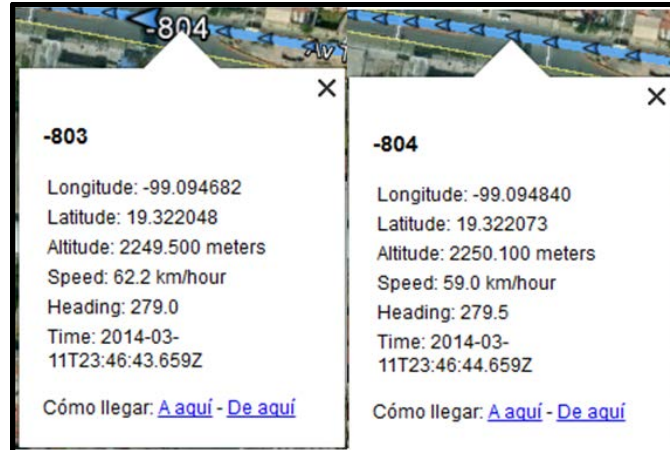 -804
Av
-803
Longitude: -99.094682
Latitude: 19.322048
Altitude: 2249.500 meters
Speed: 62.2 km/hour
Heading: 279.0
Time: 2014-03-
11T23:46:43.659Z
Cómo llegar: A aquí - De aquí
-804
Longitude: -99.094840
Latitude: 19.322073
Altitude: 2250.100 meters
Speed: 59.0 km/hour
Heading: 279.5
Time: 2014-03-
11T23:46:44.659Z
Cómo llegar: A aquí - De aquí